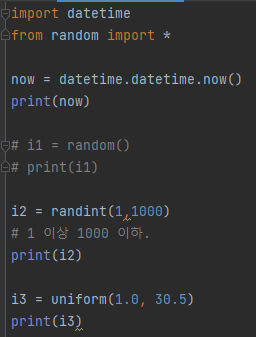 import datetime
from random import *
now = datetime.datetime.now()
print(now)
# i1 = random()
# print(i1)
i2 = randint(1,1000)
# 1 이상 1000 이하.
print(i2)
i3 = uniform(1.0, 30.5)
print(i3)